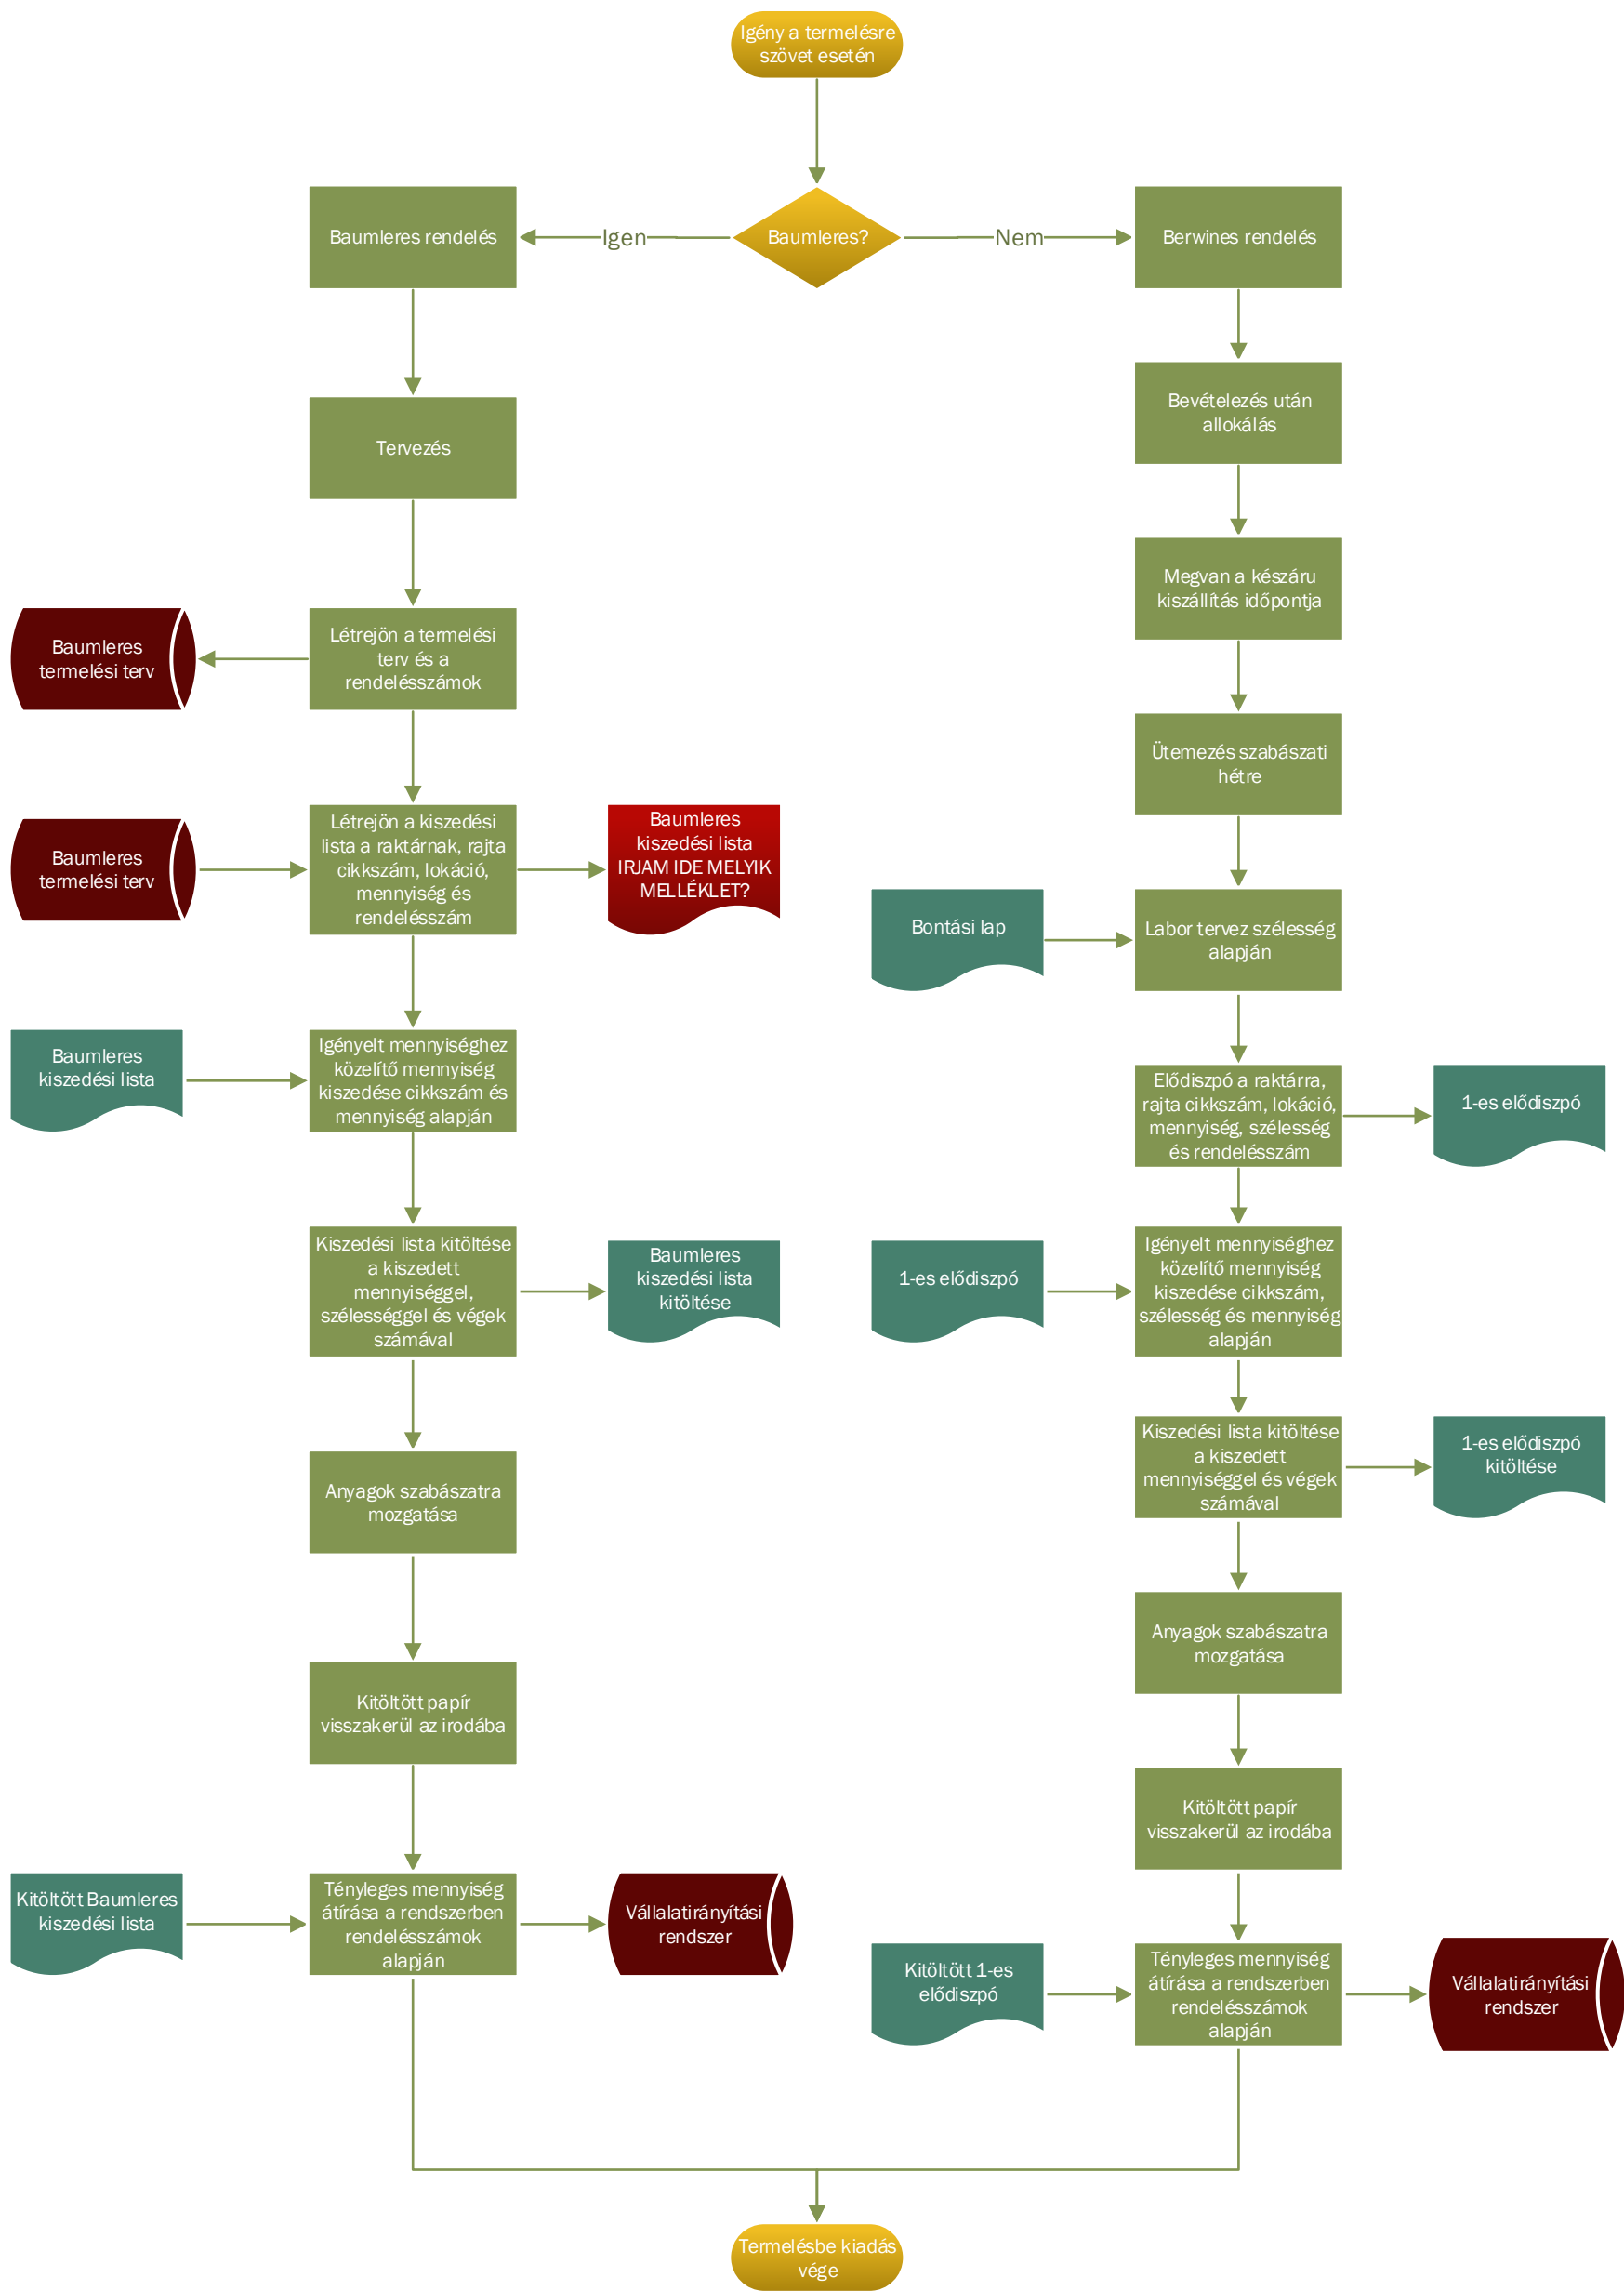 Igény a termelésre
szövet esetén
Baumleres rendelés
Igen
Baumleres?
Nem
Berwines rendelés
Bevételezés után
allokálás
Tervezés
Megvan a készáru
kiszállítás időpontja
Baumleres
termelési terv
Létrejön a termelési
terv és a
rendelésszámok
Ütemezés szabászati
hétre
Baumleres
termelési terv
Létrejön a kiszedési
lista a raktárnak, rajta
cikkszám, lokáció,
mennyiség és
rendelésszám
Baumleres
kiszedési lista
IRJAM IDE MELYIK
MELLÉKLET?
Bontási lap
Labor tervez szélesség
alapján
Baumleres
kiszedési lista
Igényelt mennyiséghez
közelítő mennyiség
kiszedése cikkszám és
mennyiség alapján
Elődiszpó a raktárra,
rajta cikkszám, lokáció,
mennyiség, szélesség
és rendelésszám
1-es elődiszpó
Kiszedési lista kitöltése
a kiszedett
mennyiséggel,
szélességgel és végek
számával
Baumleres
kiszedési lista
kitöltése
1-es elődiszpó
Igényelt mennyiséghez
közelítő mennyiség
kiszedése cikkszám,
szélesség és mennyiség
alapján
Kiszedési lista kitöltése
a kiszedett
mennyiséggel és végek
számával
1-es elődiszpó
kitöltése
Anyagok szabászatra
mozgatása
Anyagok szabászatra
mozgatása
Kitöltött papír
visszakerül az irodába
Kitöltött papír
visszakerül az irodába
Kitöltött Baumleres
kiszedési lista
Tényleges mennyiség
átírása a rendszerben
rendelésszámok
alapján
Vállalatirányítási
rendszer
Kitöltött 1-es
elődiszpó
Tényleges mennyiség
átírása a rendszerben
rendelésszámok
alapján
Vállalatirányítási
rendszer
Termelésbe kiadás
vége